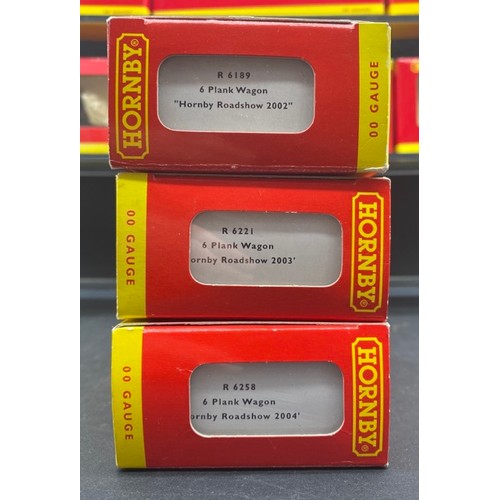 HORNBY®
R 6189
6 Plank Wagon
"Hornby Roadshow 2002"
00 GAUGE
00 GAUGE
R 6221
6 Plank Wagon
ornby Roadshow 2003'
HORNBY®
00 GAUGE
R 6258
6 Plank Wagon
ornby Roadshow 2004'
HORNBY®